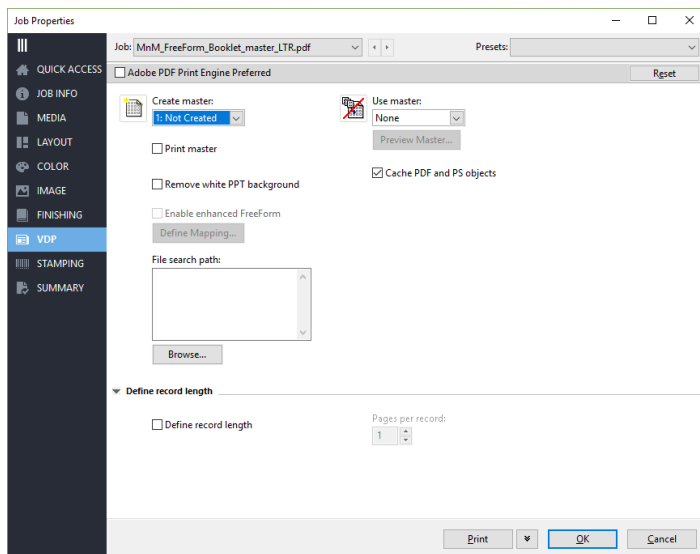 Job Properties
Job: MnM_FreeForm_Booklet_master_LTR.pdf
Presets:
QUICK ACCESS
JOB INFO
MEDIA
LAYOUT
COLOR
IMAGE
FINISHING
VDP
STAMPING
SUMMARY
Adobe PDF Print Engine Preferred
Reset
Create master:
1: Not Created
Use master:
None
Preview Master...
Print master
Cache PDF and PS objects
Remove white PPT background
Enable enhanced FreeForm
Define Mapping...
File search path:
Browse...
Define record length
Define record length
Pages per record:
1
Print
OK
Cancel